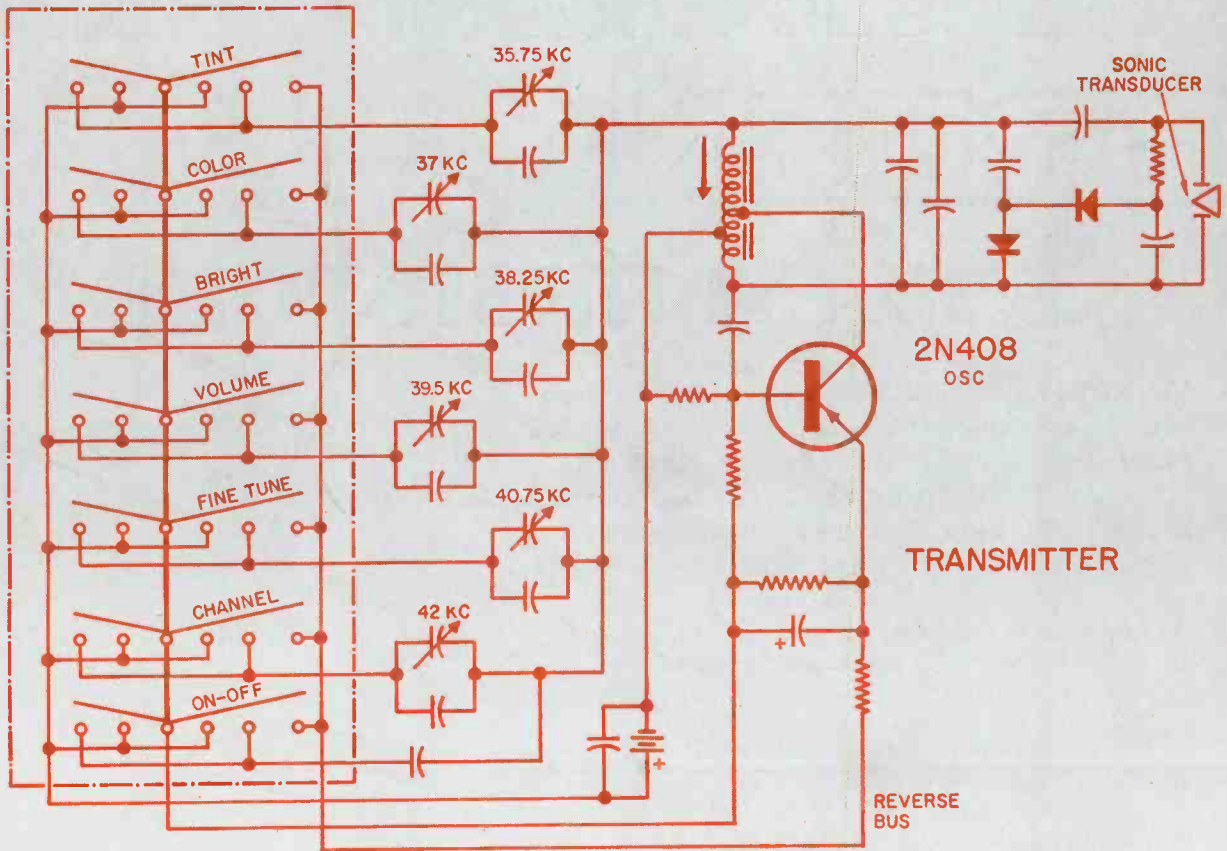 TINT
35.75 KC
SONIC
TRANSDUCER
COLOR
37 KC
BRIGHT
38.25 KC
2N408
OSC
VOLUME
39.5 KC
FINE TUNE
40.75 KC
TRANSMITTER
CHANNEL
42 KC
+
ON-OFF
+
REVERSE
BUS